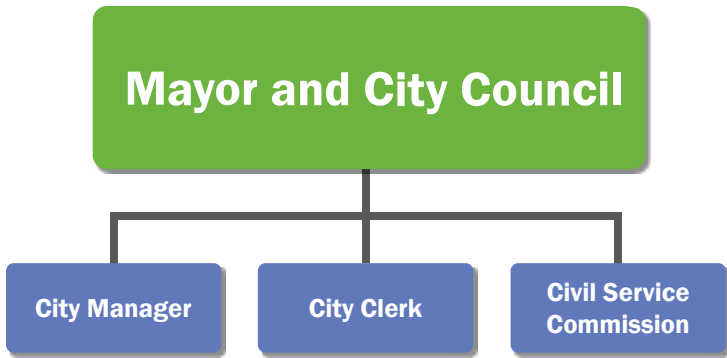 Mayor and City Council
City Manager
City Clerk
Civil Service
Commission